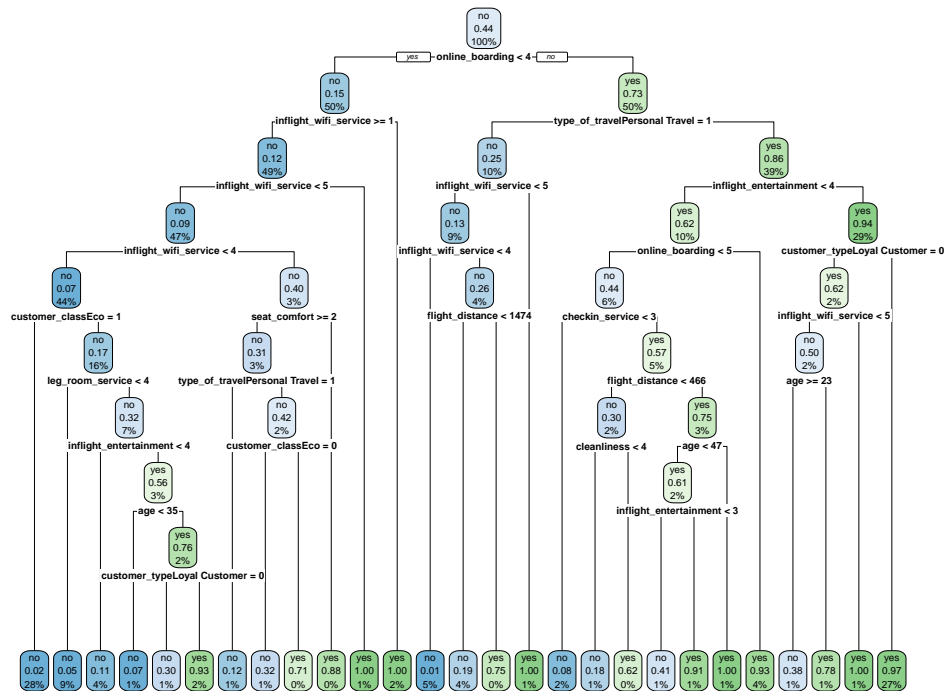 no
0.44
100%
yes online_boarding < 4 no
no
0.15
50%
yes
0.73
50%
inflight_wifi_service >= 1
type_of_travelPersonal Travel = 1
no
0.12
49%
no
0.25
10%
yes
0.86
39%
inflight_wifi_service < 5
inflight_wifi_service < 5
inflight_entertainment < 4
no
0.09
47%
no
0.13
9%
yes
0.62
10%
yes
0.94
29%
inflight_wifi_service < 4
inflight_wifi_service < 4
online_boarding < 5
customer_typeLoyal Customer = 0
no
0.07
44%
no
0.40
3%
no
0.26
4%
no
0.44
6%
yes
0.62
2%
customer_classEco = 1
seat_comfort >= 2
flight_distance < 1474
checkin_service < 3
inflight_wifi_service < 5
no
0.17
16%
no
0.31
3%
yes
0.57
5%
no
0.50
2%
leg_room_service < 4
type_of_travelPersonal Travel = 1
flight_distance < 466
age >= 23
no
0.32
7%
no
0.42
2%
no
0.30
2%
yes
0.75
3%
inflight_entertainment < 4
customer_classEco = 0
cleanliness < 4
age < 47
yes
0.56
3%
yes
0.61
2%
age < 35
inflight_entertainment < 3
yes
0.76
2%
customer_typeLoyal Customer = 0
no
0.02
28%
no
0.05
9%
no
0.11
4%
no
0.07
1%
no
0.30
1%
yes
0.93
2%
no
0.12
1%
no
0.32
1%
yes
0.71
0%
yes
0.88
0%
yes
1.00
1%
yes
1.00
2%
no
0.01
5%
no
0.19
4%
yes
0.75
0%
yes
1.00
1%
no
0.08
2%
no
0.18
1%
yes
0.62
0%
no
0.41
1%
yes
0.91
1%
yes
1.00
1%
yes
0.93
4%
no
0.38
1%
yes
0.78
1%
yes
1.00
1%
yes
0.97
27%